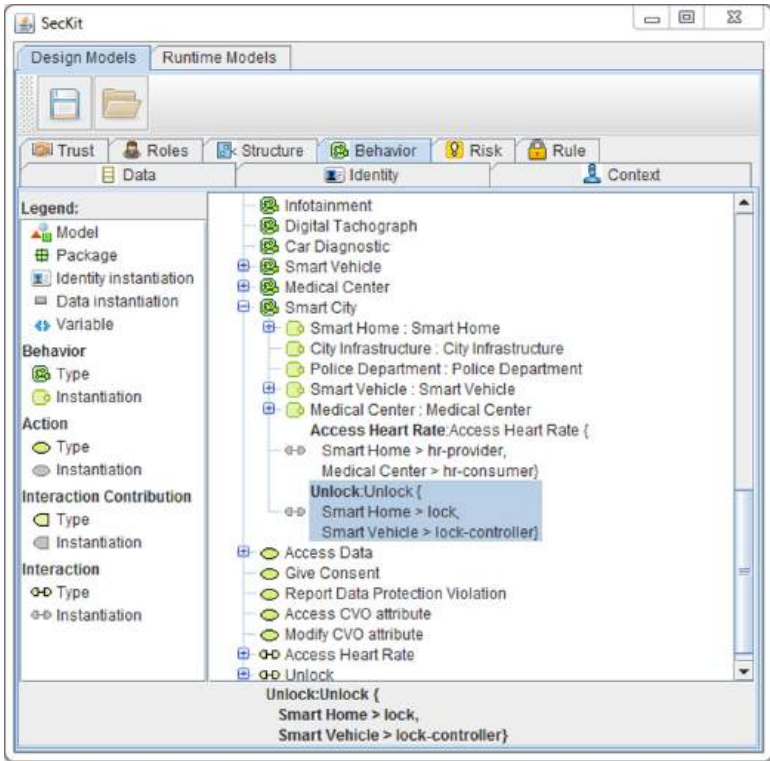 SecKit
Design Models Runtime Models
Trust Roles Structure Behavior Risk Rule
Data Identity Context
Legend:
Model
Package
Identity instantiation
Data instantiation
Variable
Behavior
Type
Instantiation
Action
Type
Instantiation
Interaction Contribution
Type
Instantiation
Interaction
Type
Instantiation
Infotainment
Digital Tachograph
Car Diagnostic
Smart Vehicle
Medical Center
Smart City
Smart Home : Smart Home
City Infrastructure : City Infrastructure
Police Department : Police Department
Smart Vehicle : Smart Vehicle
Medical Center : Medical Center
Access Heart Rate:Access Heart Rate {
Smart Home > hr-provider,
Medical Center > hr-consumer}
Unlock:Unlock {
Smart Home > lock,
Smart Vehicle > lock-controller}
Access Data
Give Consent
Report Data Protection Violation
Access CVO attribute
Modify CVO attribute
Access Heart Rate
Unlock
Unlock:Unlock {
Smart Home > lock,
Smart Vehicle > lock-controller}